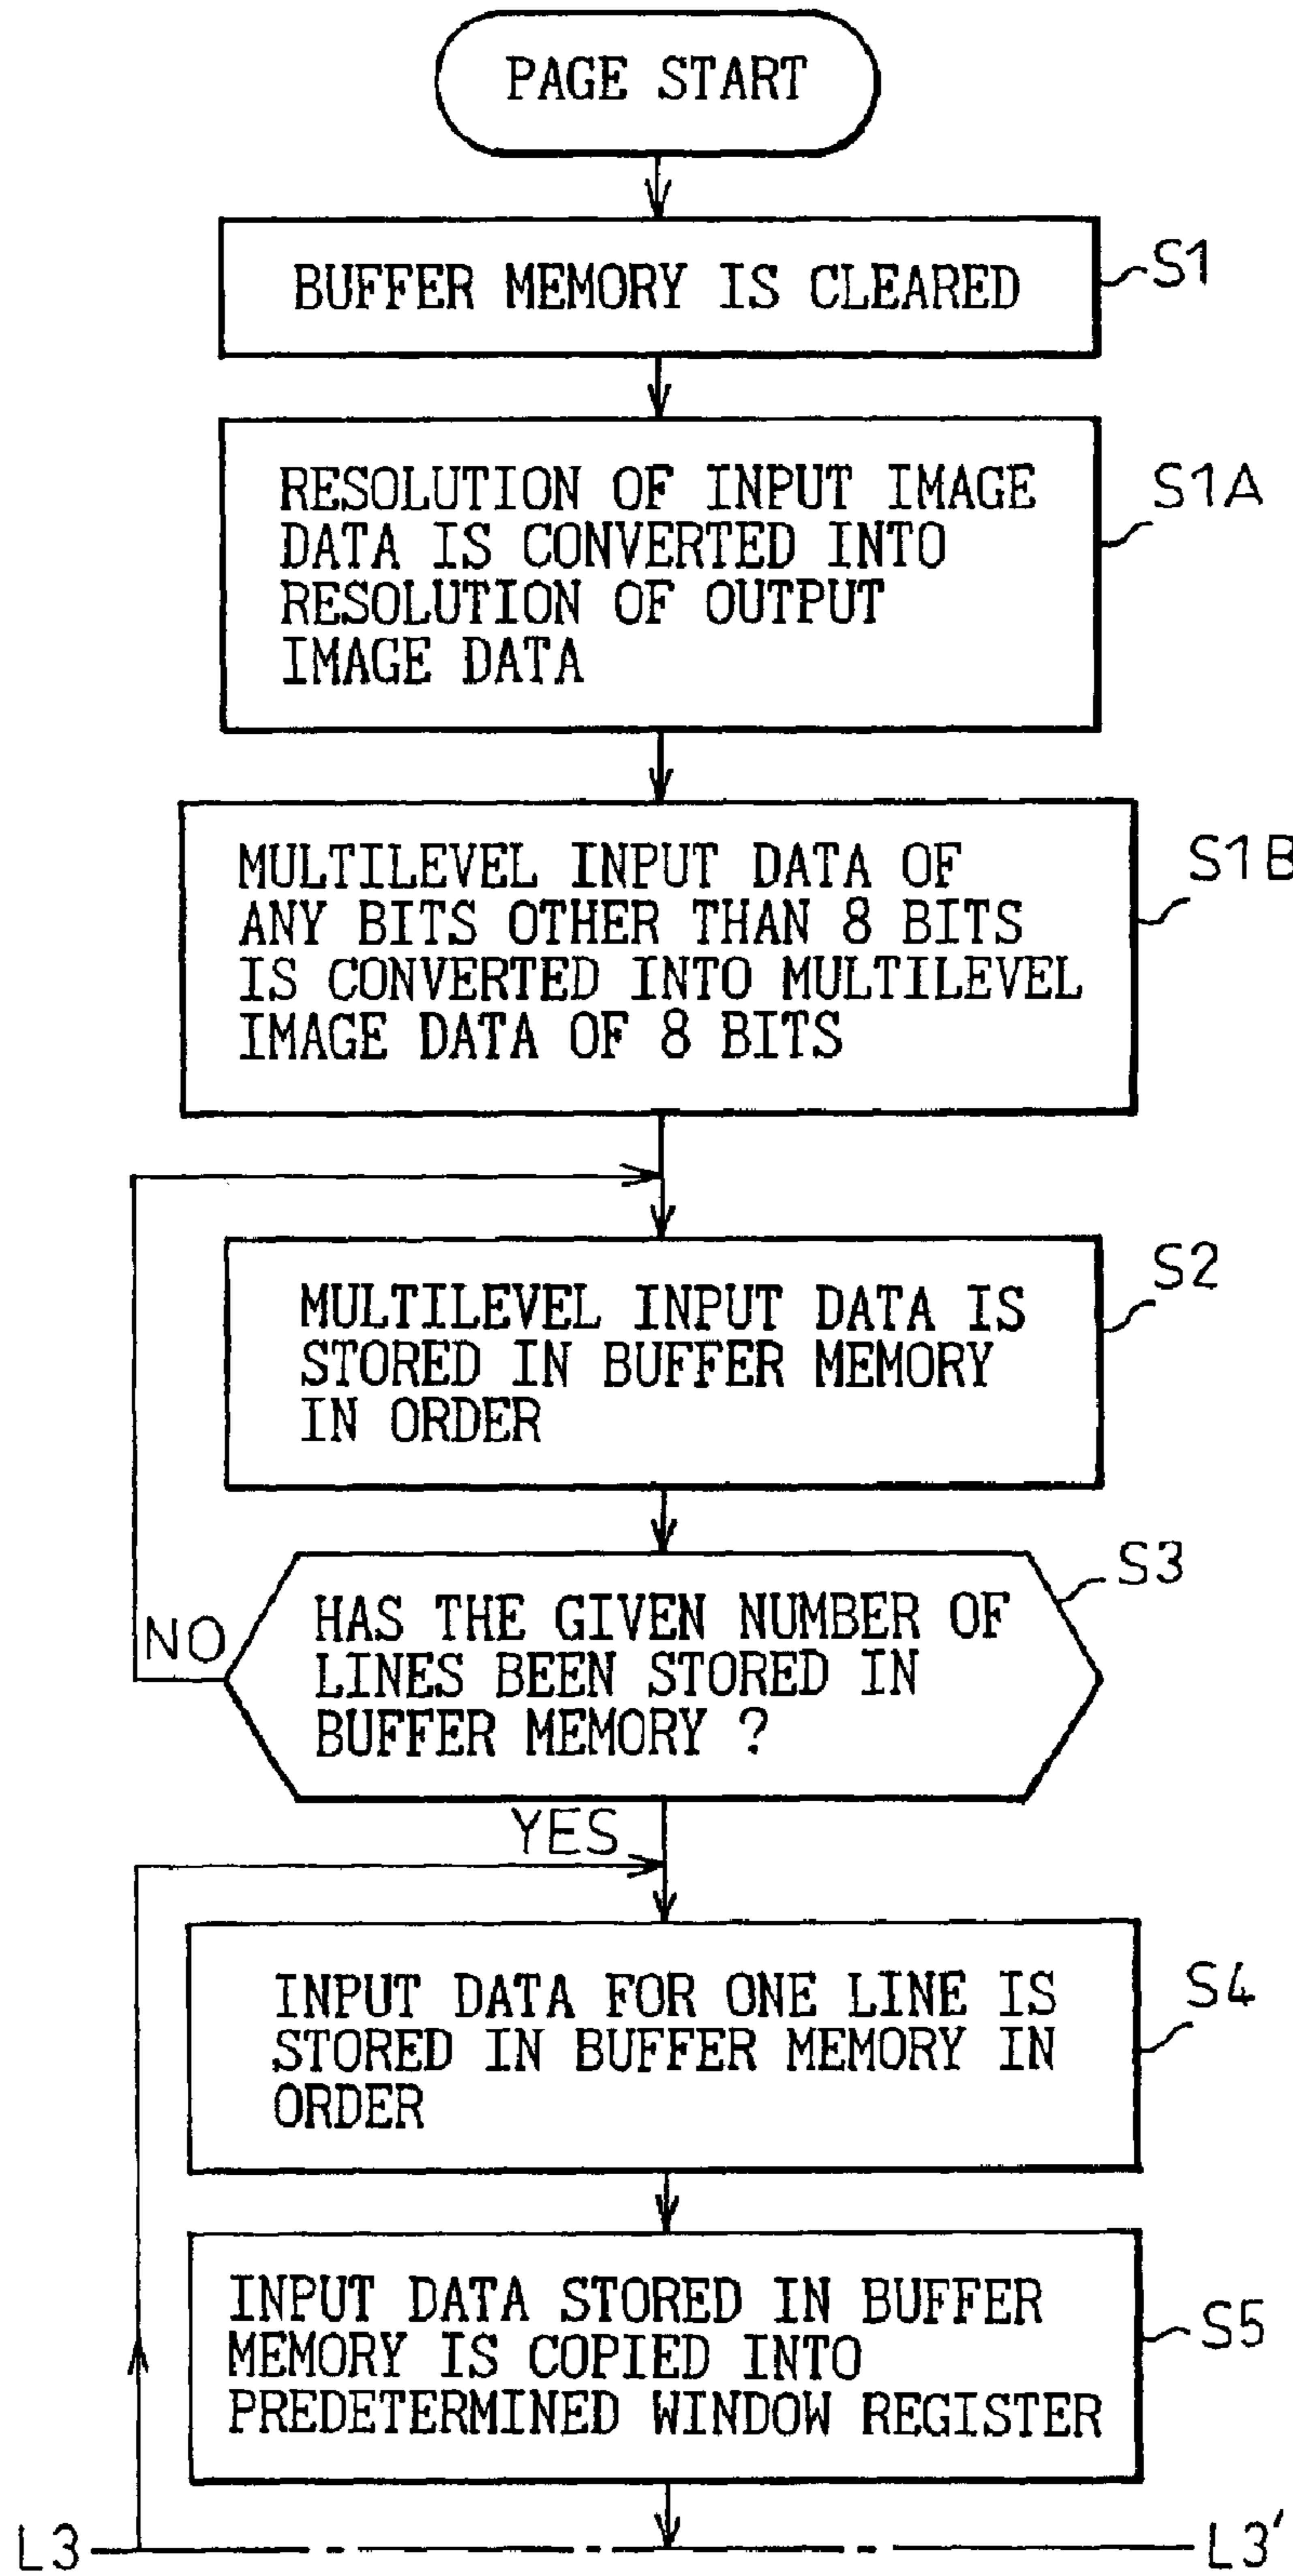 PAGE START
BUFFER MEMORY IS CLEARED
S1
RESOLUTION OF INPUT IMAGE
DATA IS CONVERTED INTO
RESOLUTION OF OUTPUT
IMAGE DATA
S1A
MULTILEVEL INPUT DATA OF
ANY BITS OTHER THAN 8 BITS
IS CONVERTED INTO MULTILEVEL
IMAGE DATA OF 8 BITS
S1B
MULTILEVEL INPUT DATA IS
STORED IN BUFFER MEMORY
IN ORDER
S2
HAS THE GIVEN NUMBER OF
LINES BEEN STORED IN
BUFFER MEMORY ?
S3
NO
YES
INPUT DATA FOR ONE LINE IS
STORED IN BUFFER MEMORY IN
ORDER
S4
INPUT DATA STORED IN BUFFER
MEMORY IS COPIED INTO
PREDETERMINED WINDOW REGISTER
S5
L3
L3'